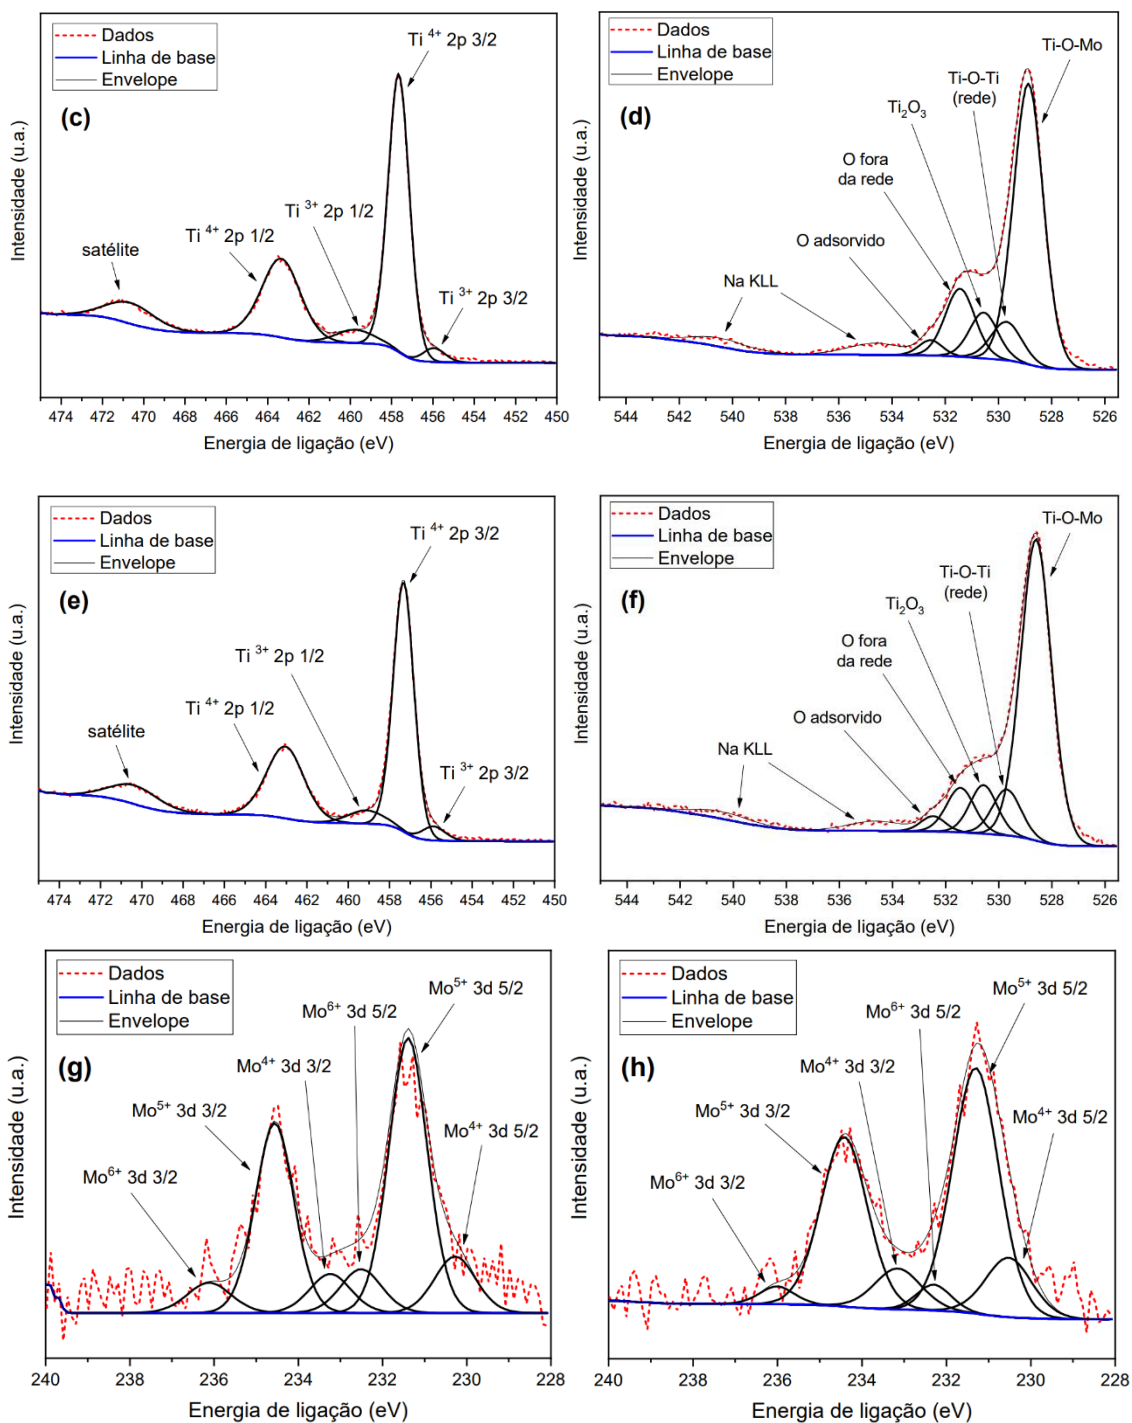 Dados
Linha de base
Envelope
(c)
Ti 4+ 2p 3/2
Ti 3+ 2p 1/2
Ti 4+ 2p 1/2
satélite
Ti 3+ 2p 3/2
Intensidade (u.a.)
474 472 470 468 466 464 462 460 458 456 454 452 450
Energia de ligação (eV)
Dados
Linha de base
Envelope
(d)
Ti-O-Mo
Ti-O-Ti
(rede)
Ti2O3
O fora
da rede
O adsorvido
Na KLL
Intensidade (u.a.)
544 542 540 538 536 534 532 530 528 526
Energia de ligação (eV)
Dados
Linha de base
Envelope
(e)
Ti 4+ 2p 3/2
Ti 3+ 2p 1/2
Ti 4+ 2p 1/2
satélite
Ti 3+ 2p 3/2
Intensidade (u.a.)
474 472 470 468 466 464 462 460 458 456 454 452 450
Energia de ligação (eV)
Dados
Linha de base
Envelope
(f)
Ti-O-Mo
Ti-O-Ti
(rede)
Ti2O3
O fora
da rede
O adsorvido
Na KLL
Intensidade (u.a.)
544 542 540 538 536 534 532 530 528 526
Energia de ligação (eV)
Dados
Linha de base
Envelope
(g)
Mo5+ 3d 5/2
Mo6+ 3d 5/2
Mo4+ 3d 3/2
Mo5+ 3d 3/2
Mo4+ 3d 5/2
Mo6+ 3d 3/2
Intensidade (u.a.)
240 238 236 234 232 230 228
Energia de ligação (eV)
Dados
Linha de base
Envelope
(h)
Mo5+ 3d 5/2
Mo6+ 3d 5/2
Mo4+ 3d 3/2
Mo5+ 3d 3/2
Mo4+ 3d 5/2
Mo6+ 3d 3/2
Intensidade (u.a.)
240 238 236 234 232 230 228
Energia de ligação (eV)